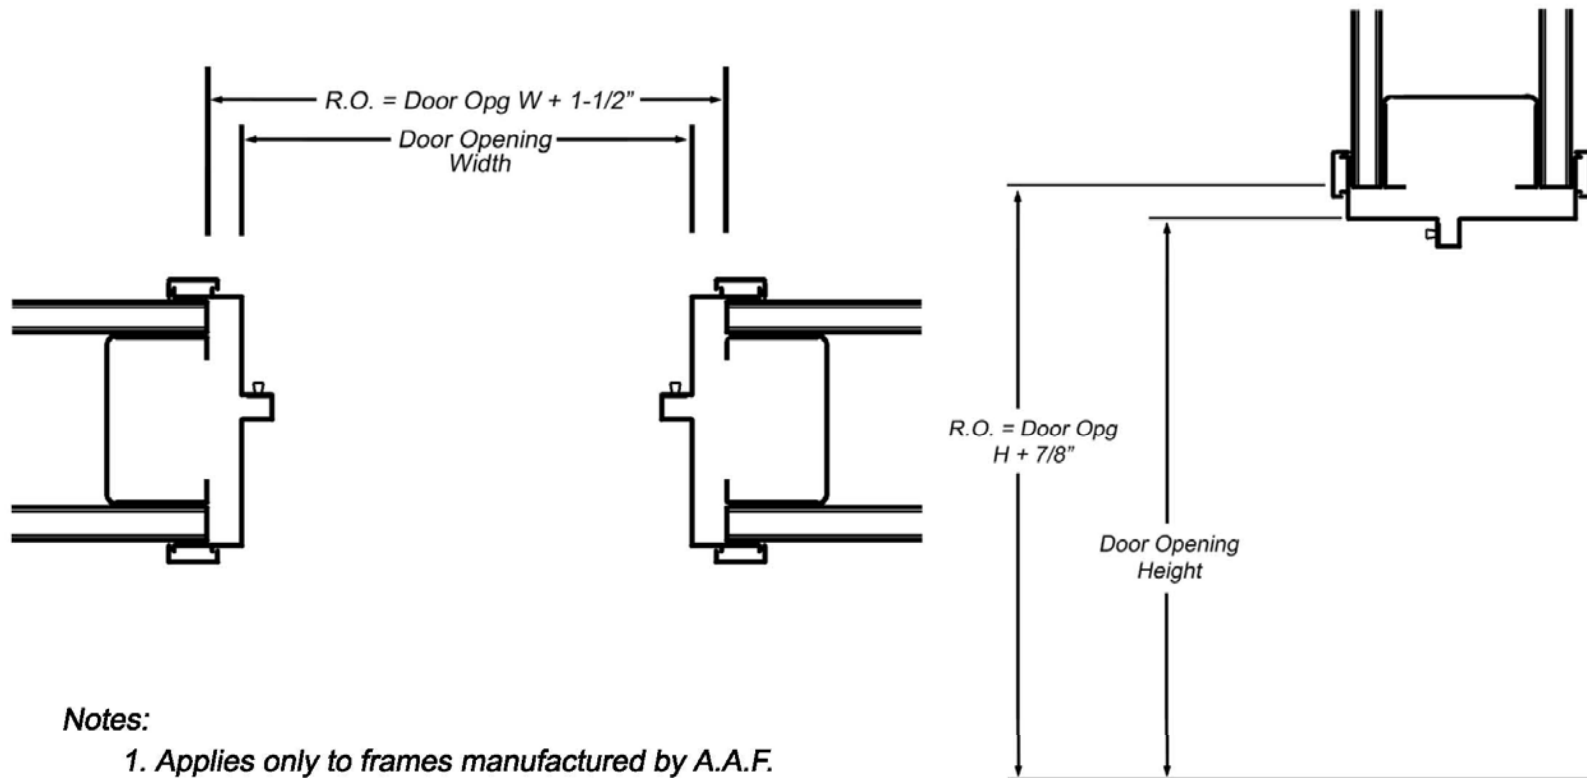 R.O. = Door Opg W + 1-1/2”
Door Opening
Width
R.O. = Door Opg
H + 7/8”
Door Opening
Height
Notes:
1. Applies only to frames manufactured by A.A.F.